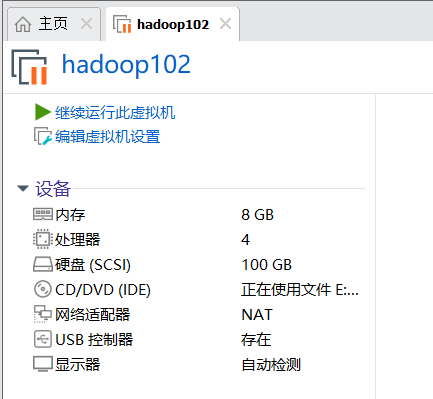 主页 hadoop102
hadoop102
继续运行此虚拟机
编辑虚拟机设置
设备
内存 8 GB
处理器 4
硬盘 (SCSI) 100 GB
CD/DVD (IDE) 正在使用文件 E:...
网络适配器 NAT
USB 控制器 存在
显示器 自动检测